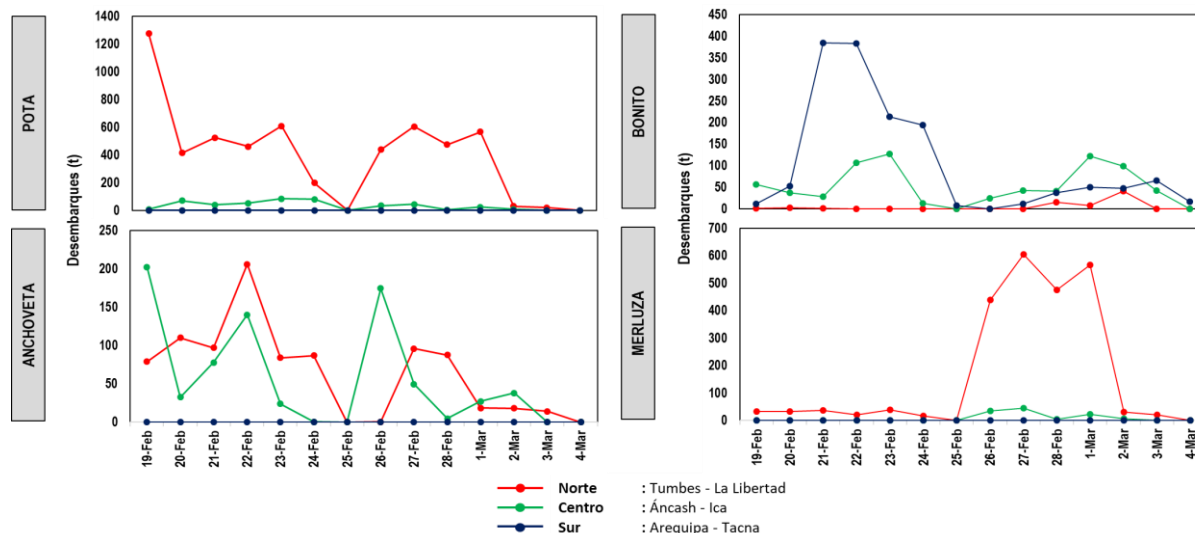 POTA
Desembarques (t)
1400
1200
1000
800
600
400
200
0
ANCHOVETA
250
200
150
100
50
0
19-Feb
20-Feb
21-Feb
22-Feb
23-Feb
24-Feb
25-Feb
26-Feb
27-Feb
28-Feb
1-Mar
2-Mar
3-Mar
4-Mar
BONITO
Desembarques (t)
450
400
350
300
250
200
150
100
50
0
MERLUZA
700
600
500
400
300
200
100
0
19-Feb
20-Feb
21-Feb
22-Feb
23-Feb
24-Feb
25-Feb
26-Feb
27-Feb
28-Feb
1-Mar
2-Mar
3-Mar
4-Mar
Norte : Tumbes - La Libertad
Centro : Áncash - Ica
Sur : Arequipa - Tacna